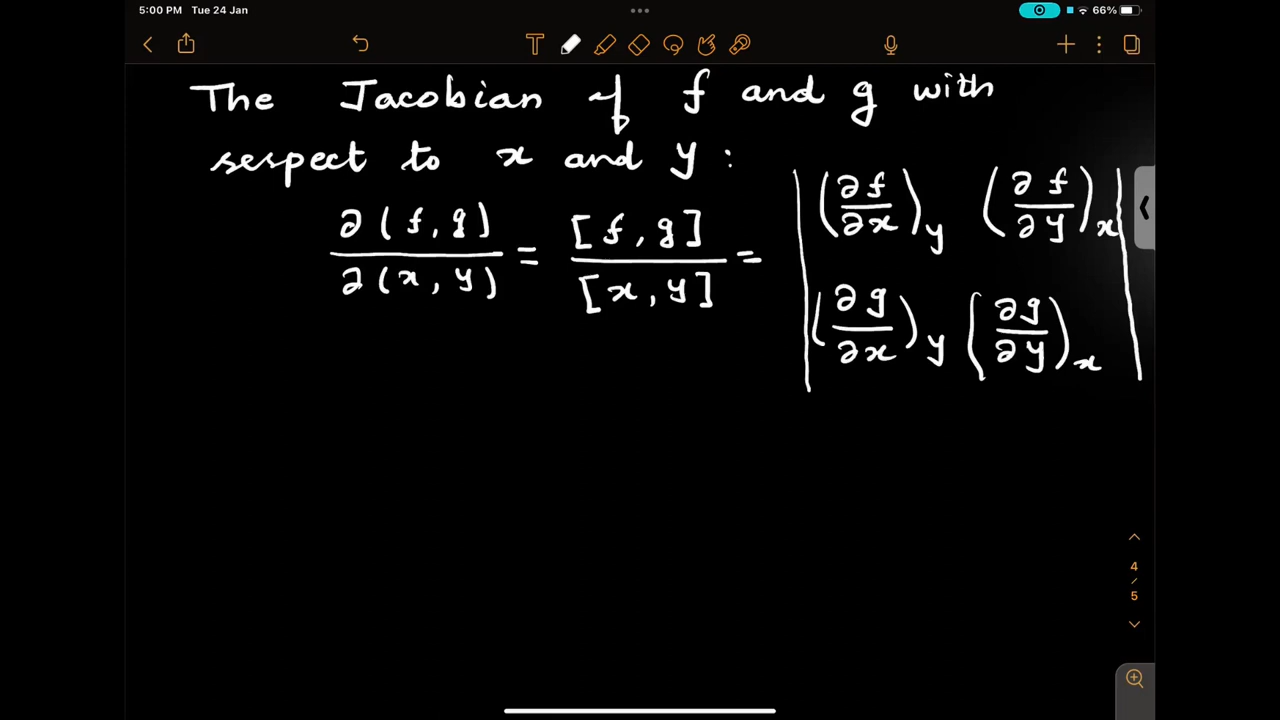 5:00 PM Tue 24 Jan
66%
T
The Jacobian of f and g with
respect to x and y :
∂(f, g)/∂(x, y) = [f, g]/[x, y] = | (∂f/∂x)_y (∂f/∂y)_x |
| (∂g/∂x)_y (∂g/∂y)_x |
4
/
5